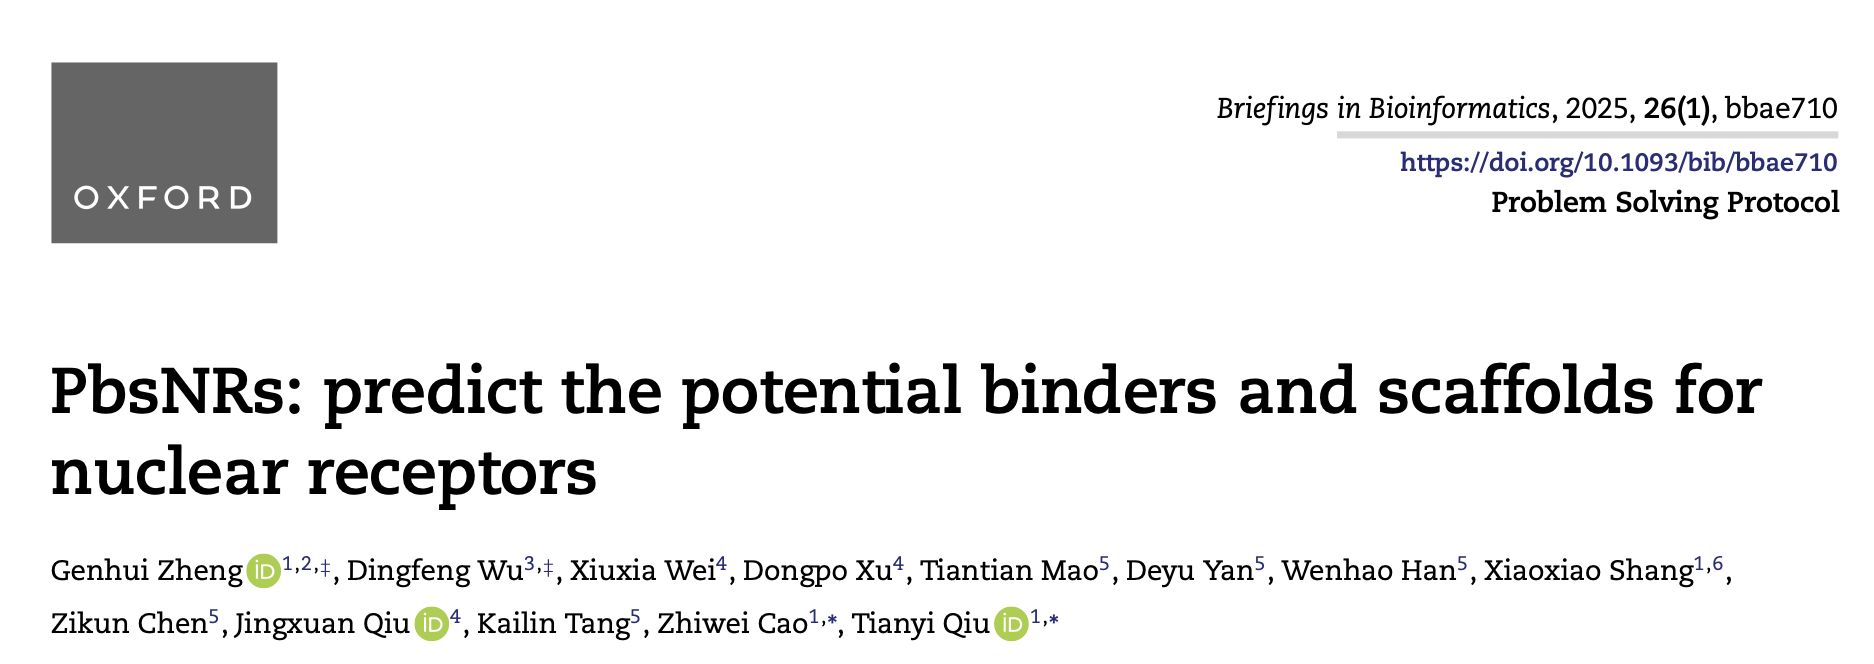 OXFORD
Briefings in Bioinformatics, 2025, 26(1), bbae710
https://doi.org/10.1093/bib/bbae710
Problem Solving Protocol
PbsNRs: predict the potential binders and scaffolds for
nuclear receptors
Genhui Zheng iD 1,2,‡, Dingfeng Wu3,‡, Xiuxia Wei4, Dongpo Xu4, Tiantian Mao5, Deyu Yan5, Wenhao Han5, Xiaoxiao Shang1,6,
Zikun Chen5, Jingxuan Qiu iD 4, Kailin Tang5, Zhiwei Cao1,*, Tianyi Qiu iD 1,*